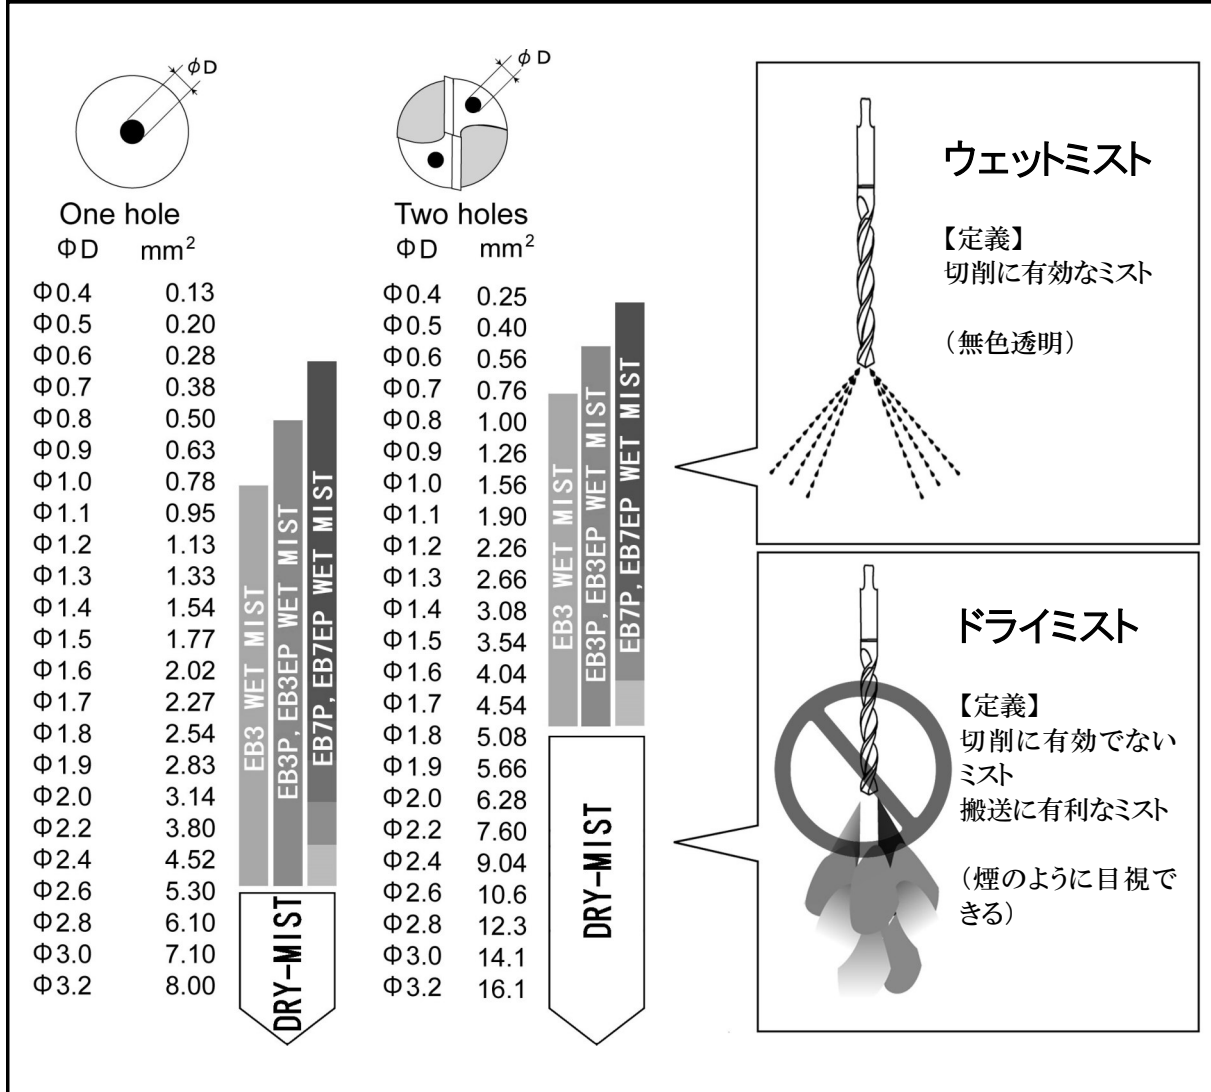 φD
One hole
ΦD mm²
Φ0.4 0.13
Φ0.5 0.20
Φ0.6 0.28
Φ0.7 0.38
Φ0.8 0.50
Φ0.9 0.63
Φ1.0 0.78
Φ1.1 0.95
Φ1.2 1.13
Φ1.3 1.33
Φ1.4 1.54
Φ1.5 1.77
Φ1.6 2.02
Φ1.7 2.27
Φ1.8 2.54
Φ1.9 2.83
Φ2.0 3.14
Φ2.2 3.80
Φ2.4 4.52
Φ2.6 5.30
Φ2.8 6.10
Φ3.0 7.10
Φ3.2 8.00
EB3 WET MIST
EB3P, EB3EP WET MIST
EB7P, EB7EP WET MIST
DRY-MIST
φD
Two holes
ΦD mm²
Φ0.4 0.25
Φ0.5 0.40
Φ0.6 0.56
Φ0.7 0.76
Φ0.8 1.00
Φ0.9 1.26
Φ1.0 1.56
Φ1.1 1.90
Φ1.2 2.26
Φ1.3 2.66
Φ1.4 3.08
Φ1.5 3.54
Φ1.6 4.04
Φ1.7 4.54
Φ1.8 5.08
Φ1.9 5.66
Φ2.0 6.28
Φ2.2 7.60
Φ2.4 9.04
Φ2.6 10.6
Φ2.8 12.3
Φ3.0 14.1
Φ3.2 16.1
EB3 WET MIST
EB3P, EB3EP WET MIST
EB7P, EB7EP WET MIST
DRY-MIST
ウェットミスト
【定義】
切削に有効なミスト
(無色透明)
ドライミスト
【定義】
切削に有効でない
ミスト
搬送に有利なミスト
(煙のように目視で
きる)